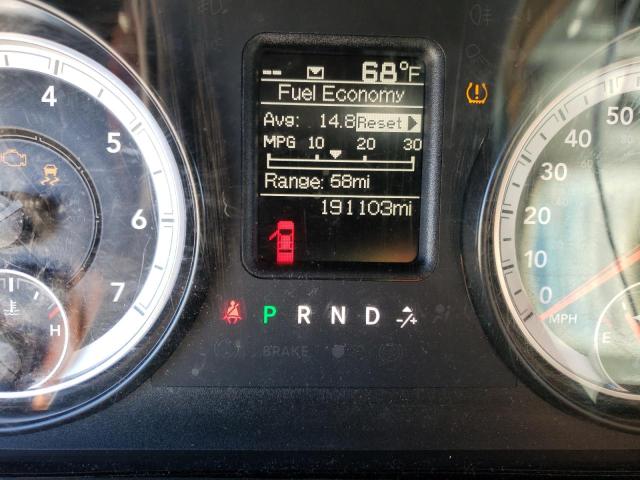 -- 68°F
Fuel Economy
Avg: 14.8 Reset
MPG 10 20 30
Range: 58mi
191103mi
P R N D -/+
BRAKE
4
5
6
7
H
50
40
30
20
10
0
MPH
E